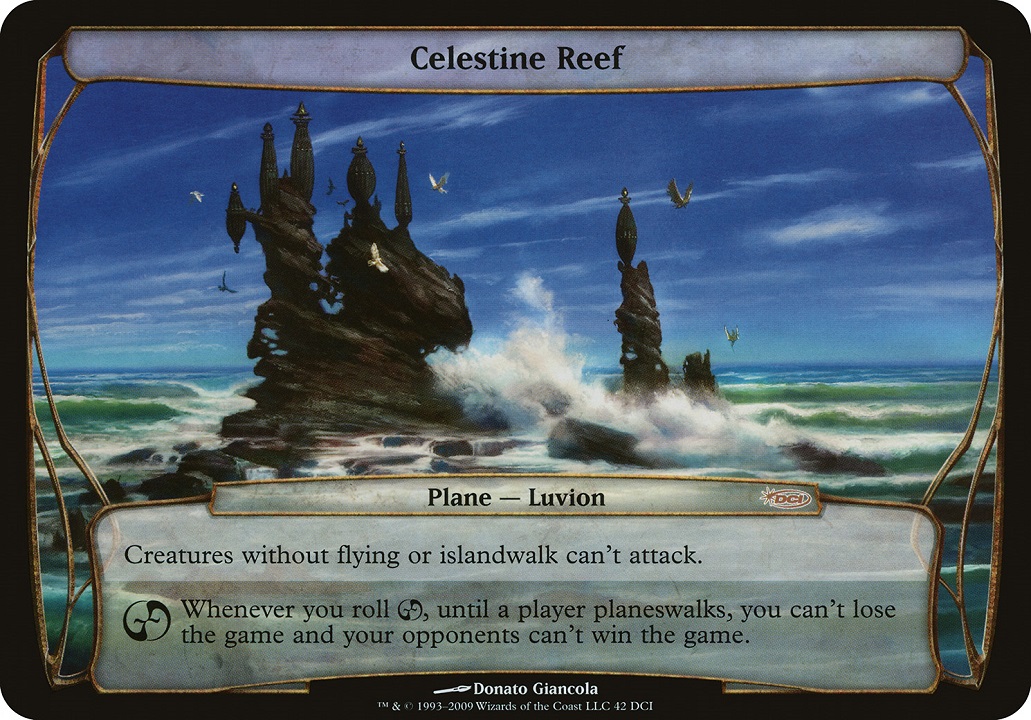 Celestine Reef
Plane — Luvion
DCI
Creatures without flying or islandwalk can't attack.
Whenever you roll , until a player planeswalks, you can't lose
the game and your opponents can't win the game.
Donato Giancola
™ & © 1993–2009 Wizards of the Coast LLC 42 DCI